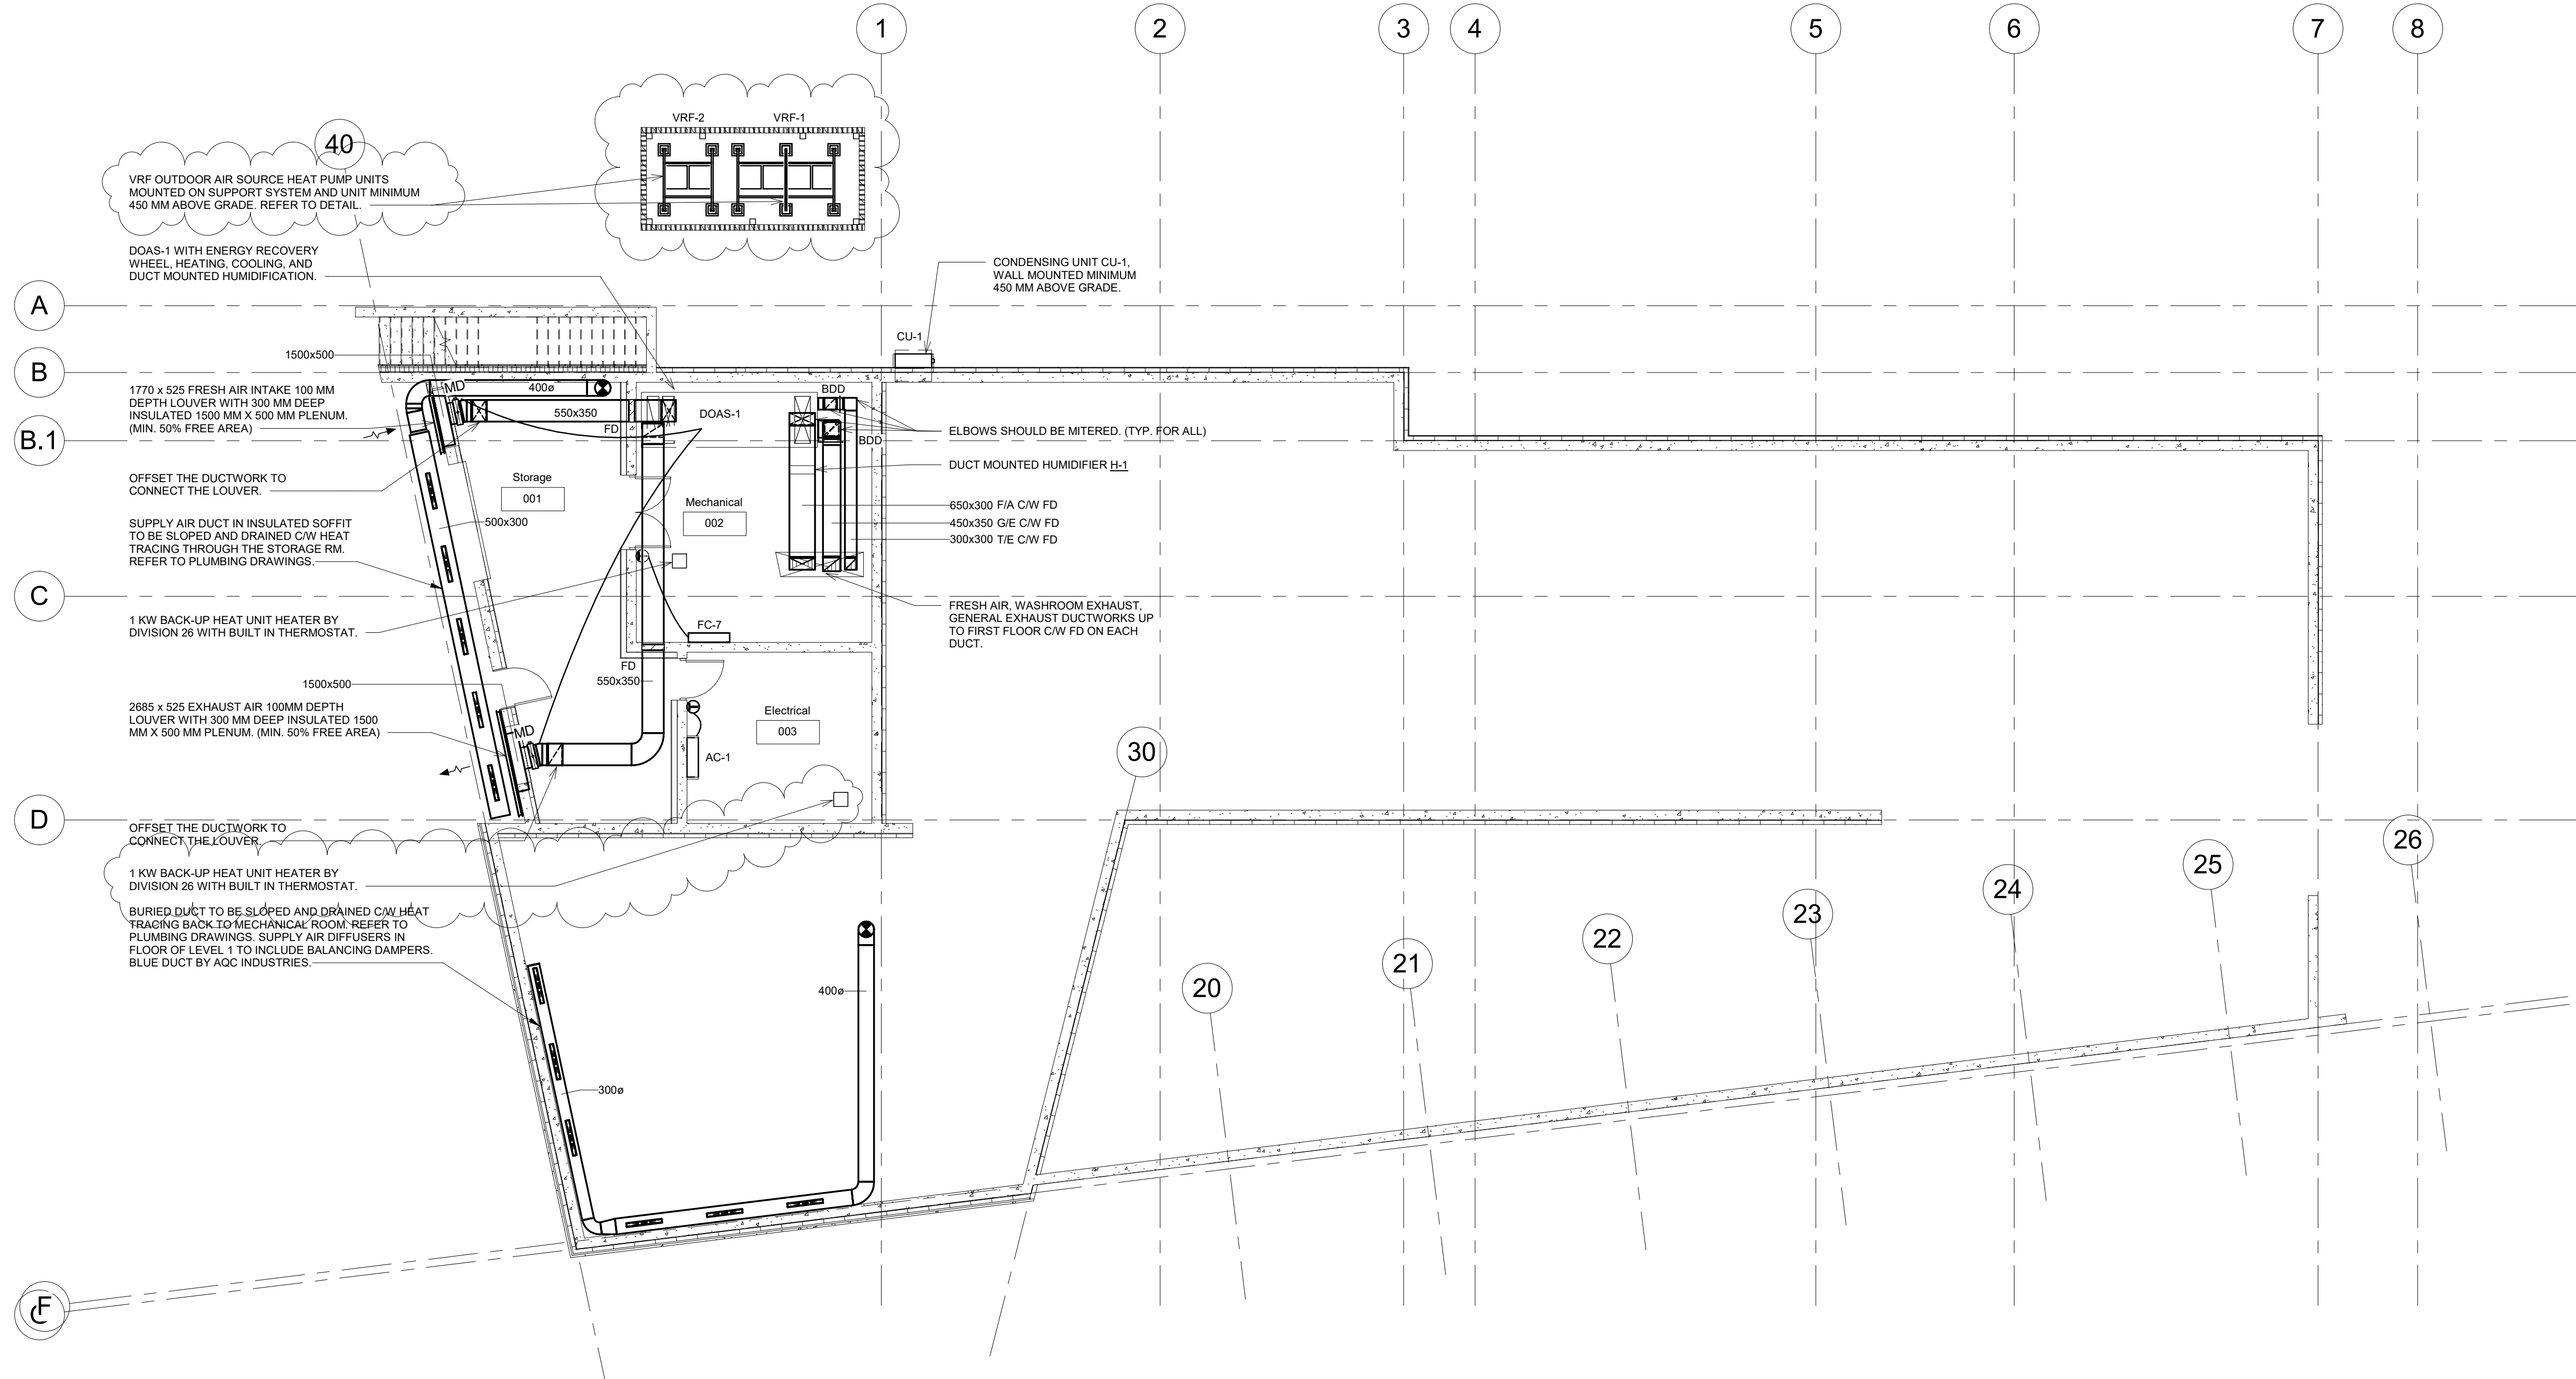 1
2
3
4
5
6
7
8
40
VRF-2
VRF-1
VRF OUTDOOR AIR SOURCE HEAT PUMP UNITS
MOUNTED ON SUPPORT SYSTEM AND UNIT MINIMUM
450 MM ABOVE GRADE. REFER TO DETAIL.
DOAS-1 WITH ENERGY RECOVERY
WHEEL, HEATING, COOLING, AND
DUCT MOUNTED HUMIDIFICATION.
CONDENSING UNIT CU-1,
WALL MOUNTED MINIMUM
450 MM ABOVE GRADE.
A
CU-1
1500x500
B
1770 x 525 FRESH AIR INTAKE 100 MM
DEPTH LOUVER WITH 300 MM DEEP
INSULATED 1500 MM X 500 MM PLENUM.
(MIN. 50% FREE AREA)
MD
400ø
BDD
550x350
DOAS-1
FD
BDD
B.1
ELBOWS SHOULD BE MITERED. (TYP. FOR ALL)
DUCT MOUNTED HUMIDIFIER H-1
OFFSET THE DUCTWORK TO
CONNECT THE LOUVER.
Storage
001
Mechanical
002
650x300 F/A C/W FD
450x350 G/E C/W FD
300x300 T/E C/W FD
500x300
SUPPLY AIR DUCT IN INSULATED SOFFIT
TO BE SLOPED AND DRAINED C/W HEAT
TRACING THROUGH THE STORAGE RM.
REFER TO PLUMBING DRAWINGS.
C
FRESH AIR, WASHROOM EXHAUST,
GENERAL EXHAUST DUCTWORKS UP
TO FIRST FLOOR C/W FD ON EACH
DUCT.
1 KW BACK-UP HEAT UNIT HEATER BY
DIVISION 26 WITH BUILT IN THERMOSTAT.
FC-7
FD
550x350
1500x500
2685 x 525 EXHAUST AIR 100MM DEPTH
LOUVER WITH 300 MM DEEP INSULATED 1500
MM X 500 MM PLENUM. (MIN. 50% FREE AREA)
MD
Electrical
003
AC-1
30
D
OFFSET THE DUCTWORK TO
CONNECT THE LOUVER.
1 KW BACK-UP HEAT UNIT HEATER BY
DIVISION 26 WITH BUILT IN THERMOSTAT.
BURIED DUCT TO BE SLOPED AND DRAINED C/W HEAT
TRACING BACK TO MECHANICAL ROOM. REFER TO
PLUMBING DRAWINGS. SUPPLY AIR DIFFUSERS IN
FLOOR OF LEVEL 1 TO INCLUDE BALANCING DAMPERS.
BLUE DUCT BY AQC INDUSTRIES.
26
25
24
23
22
21
20
400ø
300ø
F